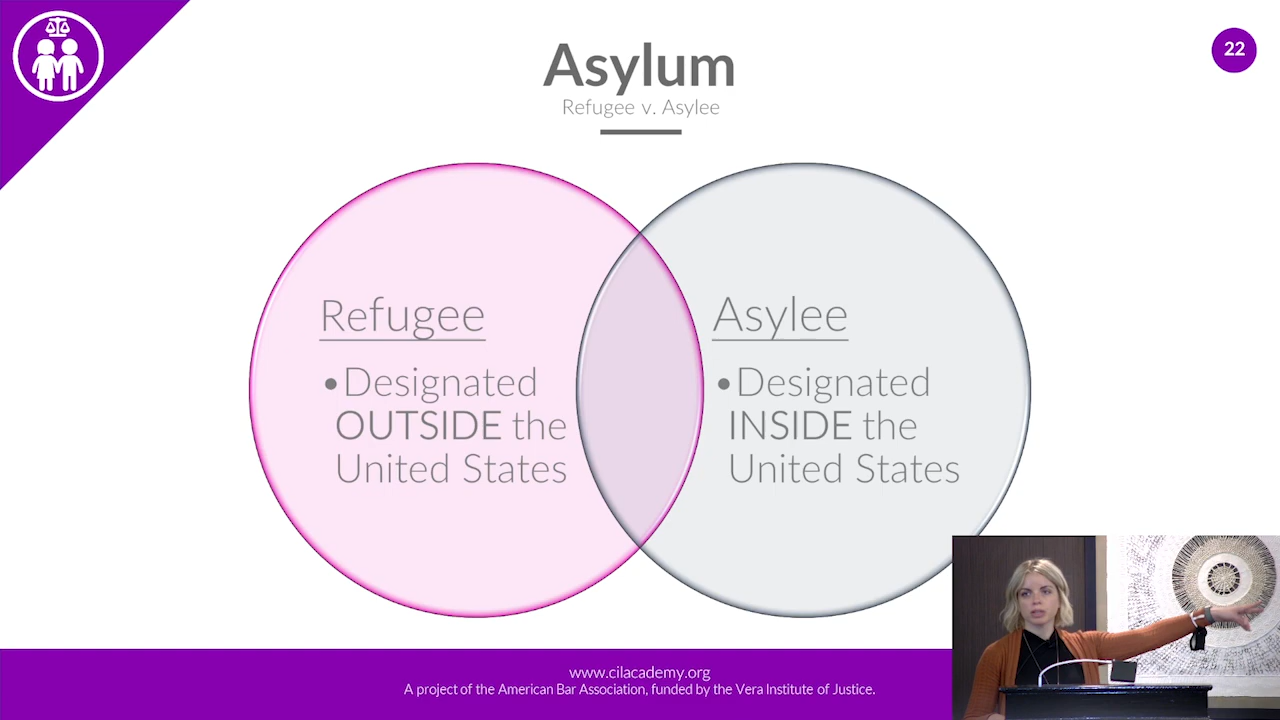 Asylum
22
Refugee v. Asylee
Refugee
•Designated
OUTSIDE the
United States
Asylee
•Designated
INSIDE the
United States
www.cilacademy.org
A project of the American Bar Association, funded by the Vera Institute of Justice.